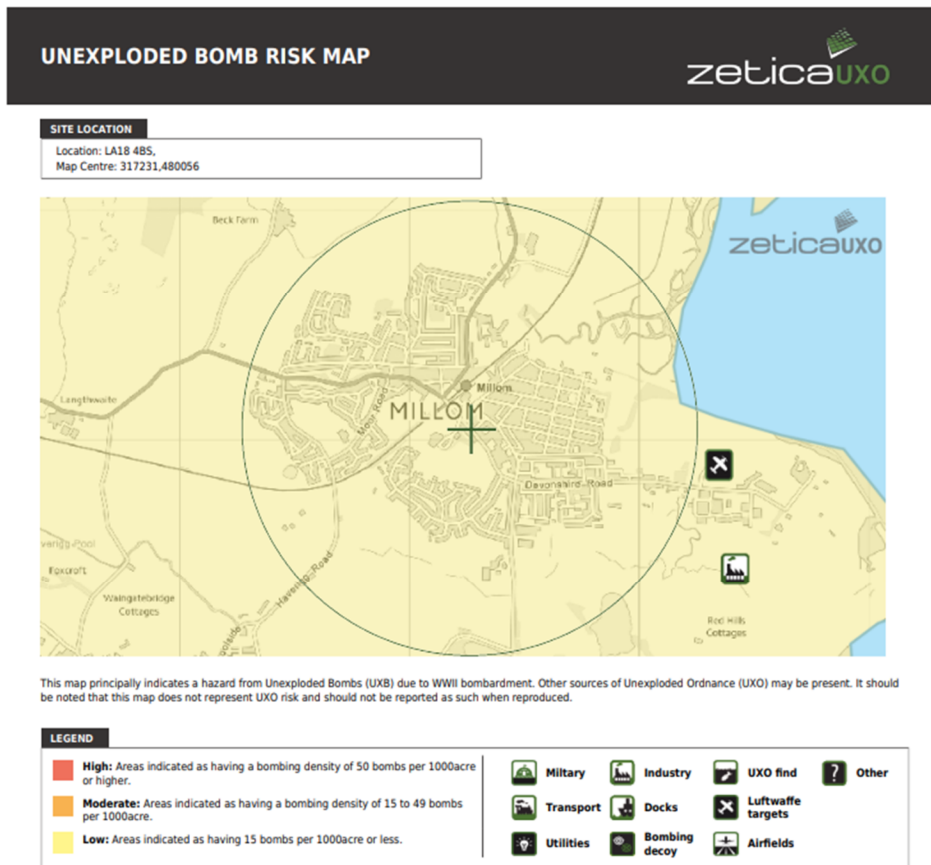 UNEXPLODED BOMB RISK MAP
zeticauxo
SITE LOCATION
Location: LA18 4BS,
Map Centre: 317231,480056
Beck Farm
zeticauxo
Langthwaite
Millom
MILLOM
Moor Road
Devonshire Road
Foxcroft
Waingatebridge
Cottages
Haverigg Road
Red Hills
Cottages
This map principally indicates a hazard from Unexploded Bombs (UXB) due to WWII bombardment. Other sources of Unexploded Ordnance (UXO) may be present. It should
be noted that this map does not represent UXO risk and should not be reported as such when reproduced.
LEGEND
High: Areas indicated as having a bombing density of 50 bombs per 1000acre
or higher.
Moderate: Areas indicated as having a bombing density of 15 to 49 bombs
per 1000acre.
Low: Areas indicated as having 15 bombs per 1000acre or less.
Miltary
Industry
UXO find
Other
Transport
Docks
Luftwaffe
targets
Utilities
Bombing
decoy
Airfields